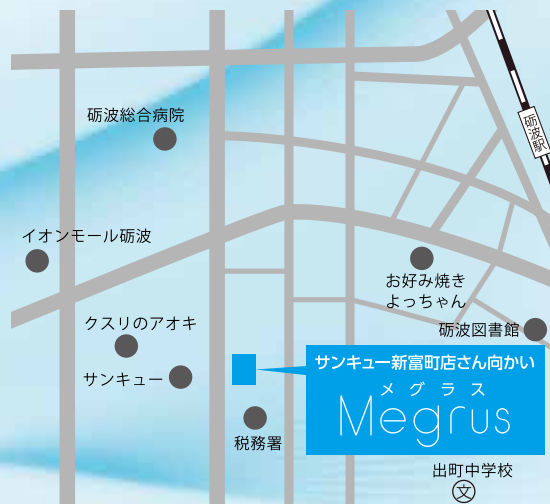 砺波総合病院
砺波駅
イオンモール砺波
お好み焼き
よっちゃん
クスリのアオキ
砺波図書館
サンキュー
サンキュー新富町店さん向かい
メグラス
Megrus
税務署
出町中学校
文